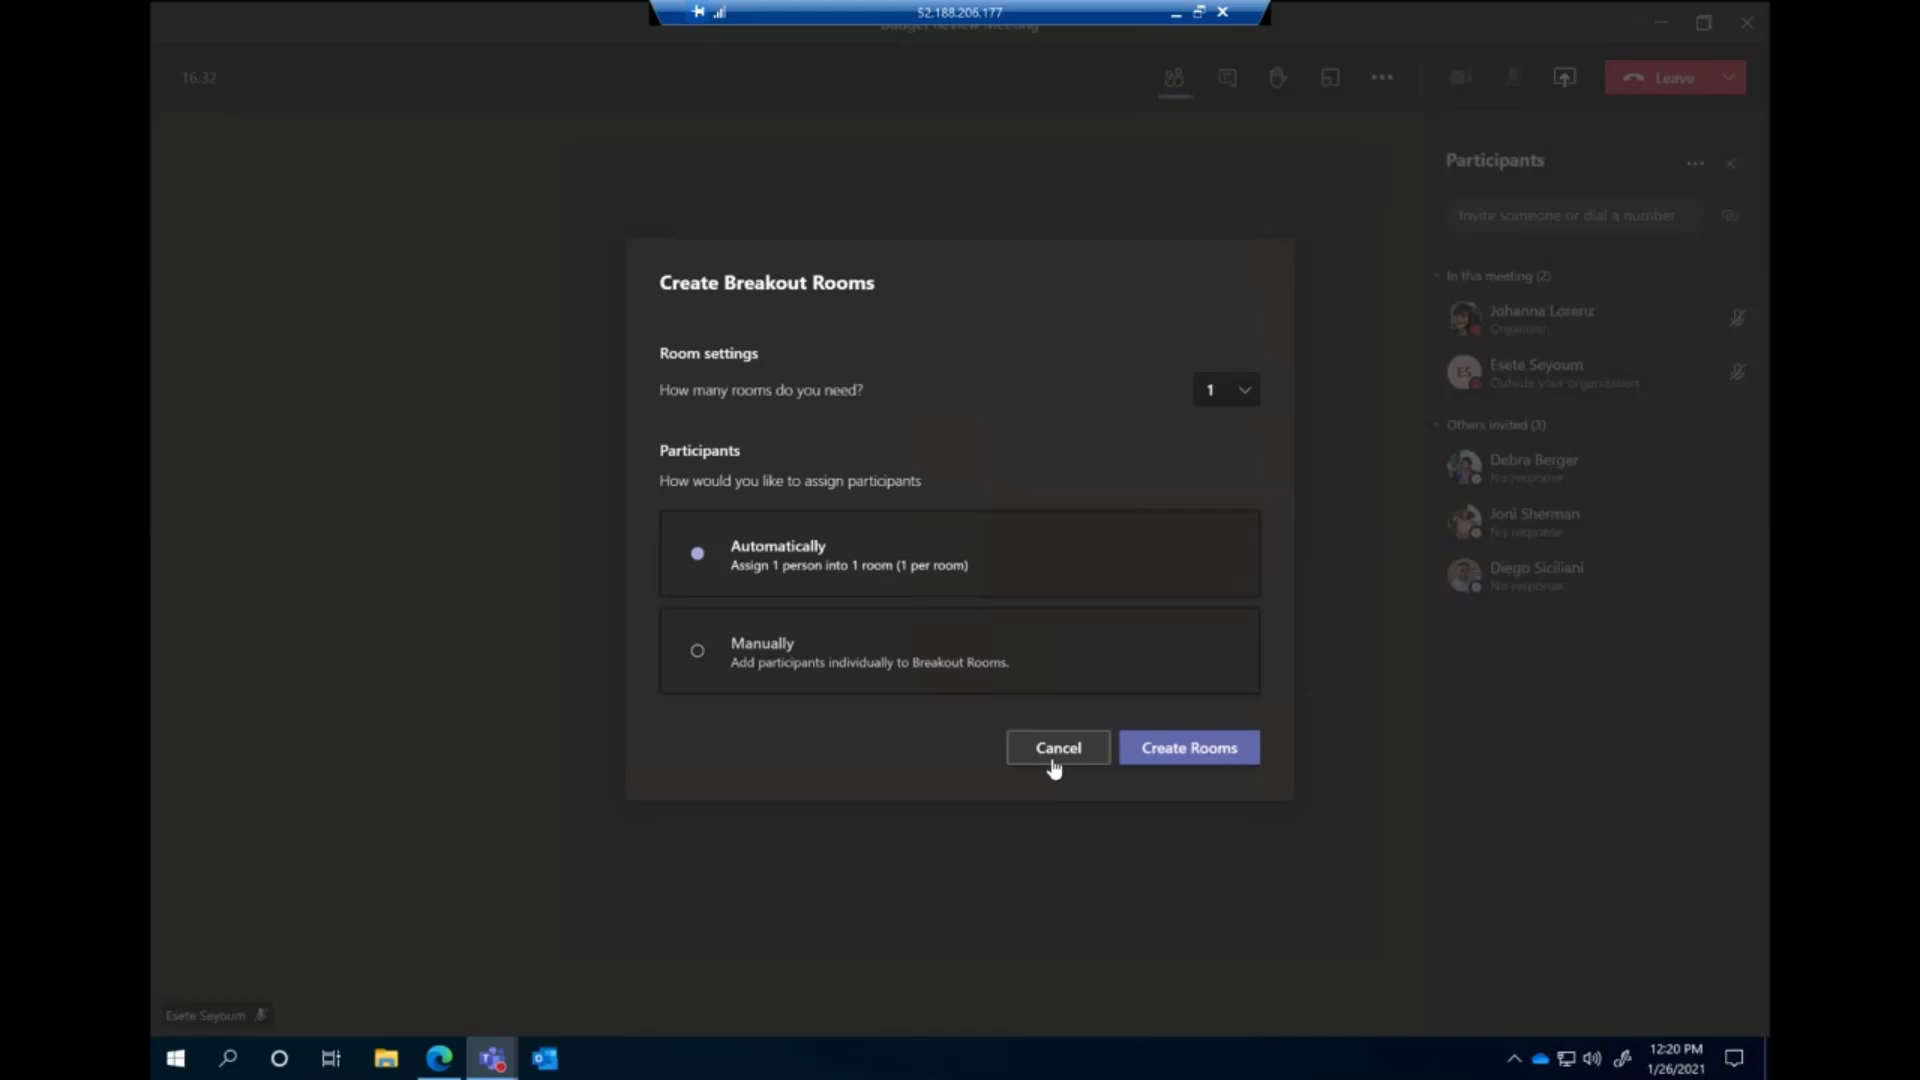 52.188.206.177
Budget Review Meeting
16:32
Leave
Participants
Invite someone or dial a number
In this meeting (2)
Johanna Lorenz
Organizer
Esete Seyoum
ES
Outside your organization
Others invited (3)
Debra Berger
No response
Joni Sherman
No response
Diego Siciliani
No response
Create Breakout Rooms
Room settings
How many rooms do you need?
1
Participants
How would you like to assign participants
Automatically
Assign 1 person into 1 room (1 per room)
Manually
Add participants individually to Breakout Rooms.
Cancel
Create Rooms
Esete Seyoum
12:20 PM
1/26/2021